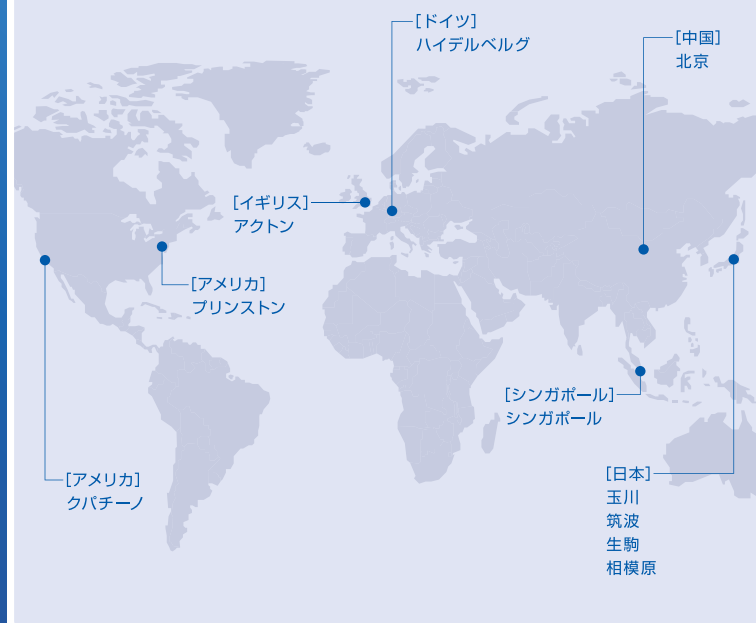 [ドイツ]
ハイデルベルグ
[中国]
北京
[イギリス]
アクトン
[アメリカ]
プリンストン
[シンガポール]
シンガポール
[アメリカ]
クパチーノ
[日本]
玉川
筑波
生駒
相模原